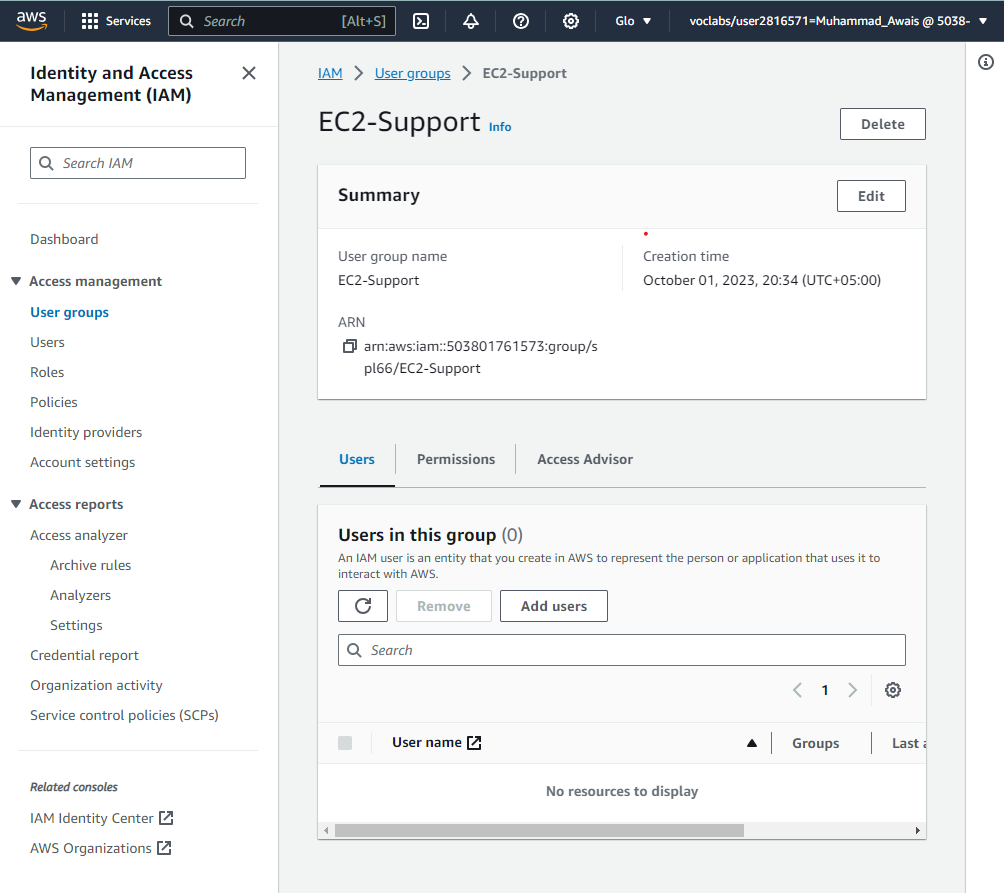 aws
Services
Search
[Alt+S]
Glo
voclabs/user2816571=Muhammad_Awais @ 5038-
Identity and Access
Management (IAM)
Search IAM
Dashboard
Access management
User groups
Users
Roles
Policies
Identity providers
Account settings
Access reports
Access analyzer
Archive rules
Analyzers
Settings
Credential report
Organization activity
Service control policies (SCPs)
Related consoles
IAM Identity Center
AWS Organizations
IAM > User groups > EC2-Support
EC2-Support Info
Delete
Summary
Edit
User group name
EC2-Support
Creation time
October 01, 2023, 20:34 (UTC+05:00)
ARN
arn:aws:iam::503801761573:group/s
pl66/EC2-Support
Users
Permissions
Access Advisor
Users in this group (0)
An IAM user is an entity that you create in AWS to represent the person or application that uses it to
interact with AWS.
Remove
Add users
Search
1
User name
Groups
Last a
No resources to display